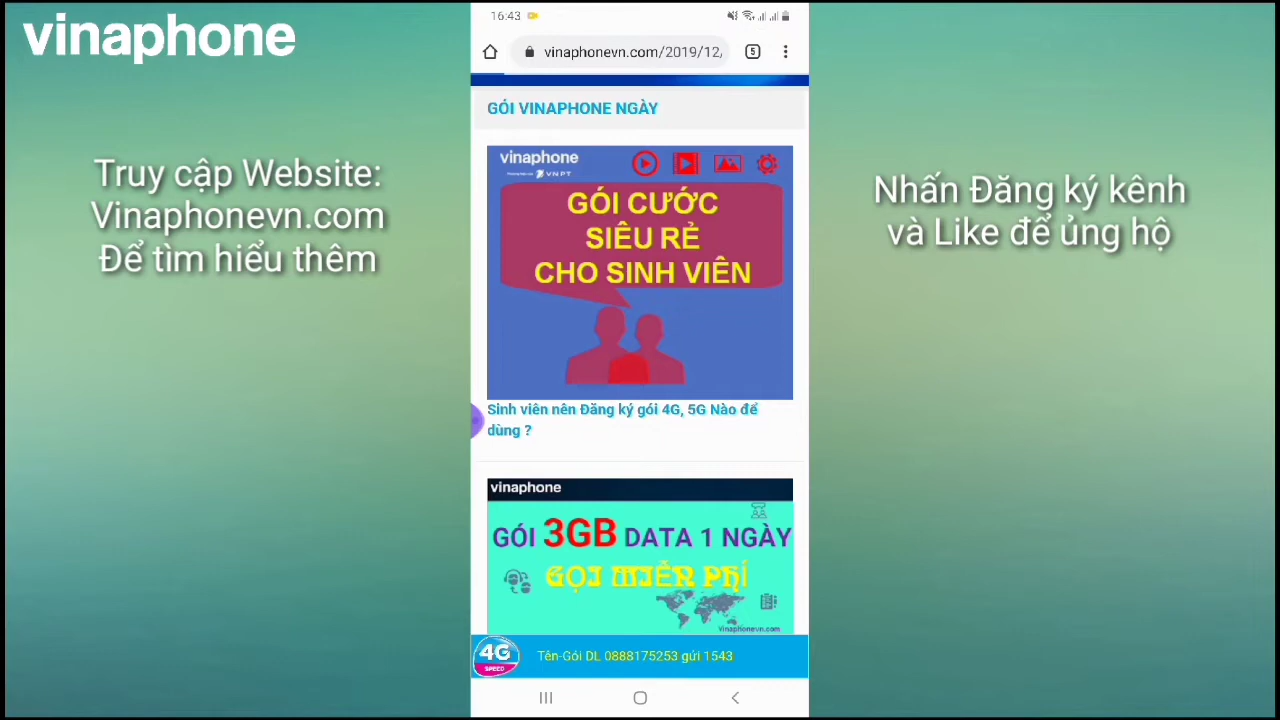 vinaphone
Truy cập Website:
Vinaphonevn.com
Để tìm hiểu thêm
16:43
vinaphonevn.com/2019/12/
5
GÓI VINAPHONE NGÀY
vinaphone
VNPT
GÓI CƯỚC
SIÊU RẺ
CHO SINH VIÊN
Sinh viên nên Đăng ký gói 4G, 5G Nào để
dùng ?
vinaphone
GÓI 3GB DATA 1 NGÀY
GỌI MIỄN PHÍ
Vinaphonevn.com
4G
SPEED
Tên-Gói DL 0888175253 gửi 1543
Nhấn Đăng ký kênh
và Like để ủng hộ